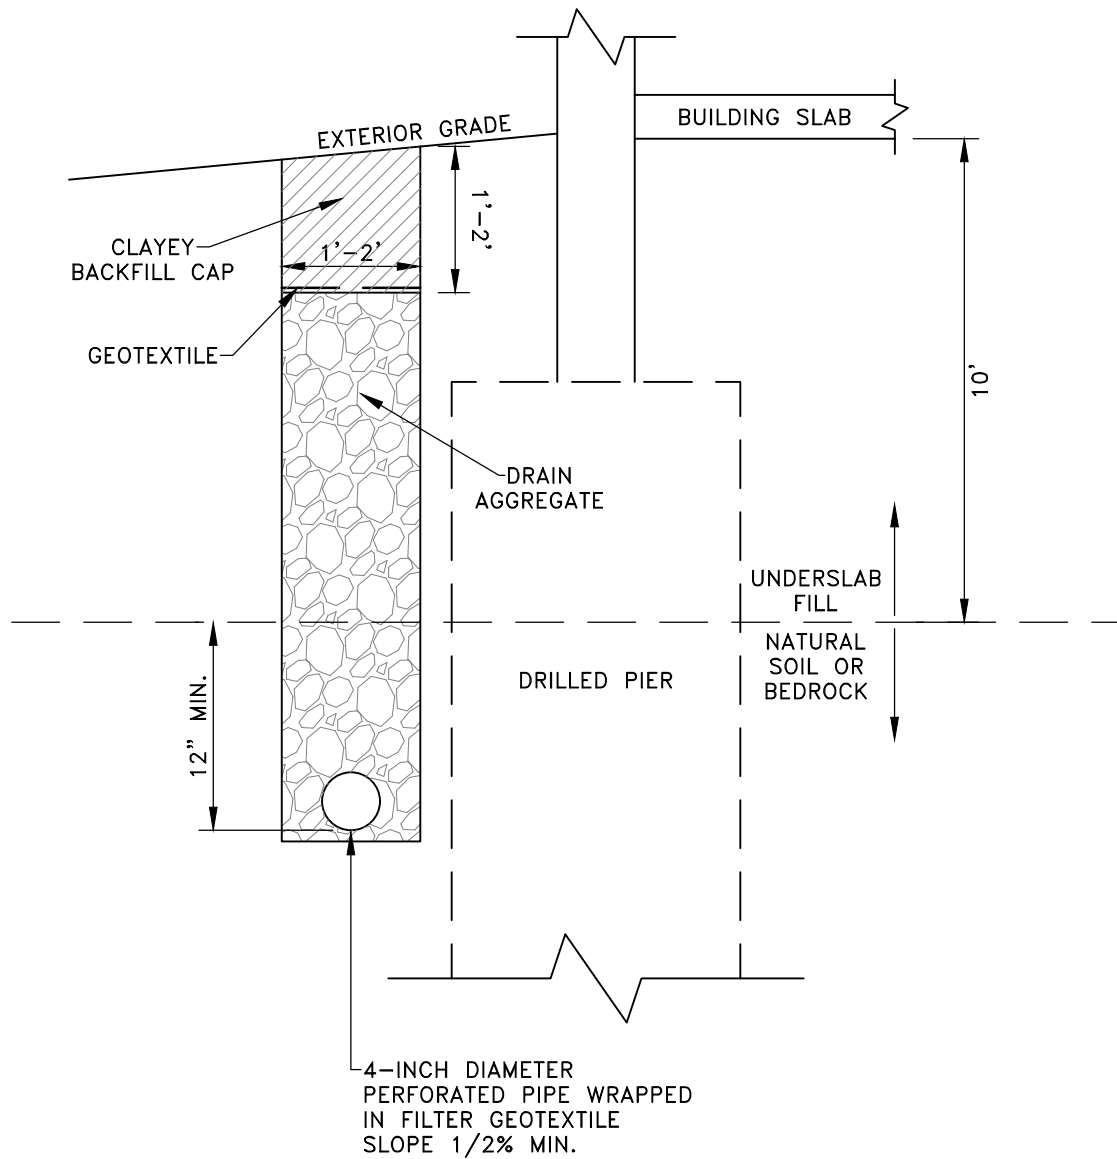 BUILDING SLAB
EXTERIOR GRADE
1'-2'
CLAYEY
BACKFILL CAP
1'-2'
GEOTEXTILE
10'
DRAIN
AGGREGATE
UNDERSLAB
FILL
NATURAL
SOIL OR
BEDROCK
DRILLED PIER
12" MIN.
4-INCH DIAMETER
PERFORATED PIPE WRAPPED
IN FILTER GEOTEXTILE
SLOPE 1/2% MIN.